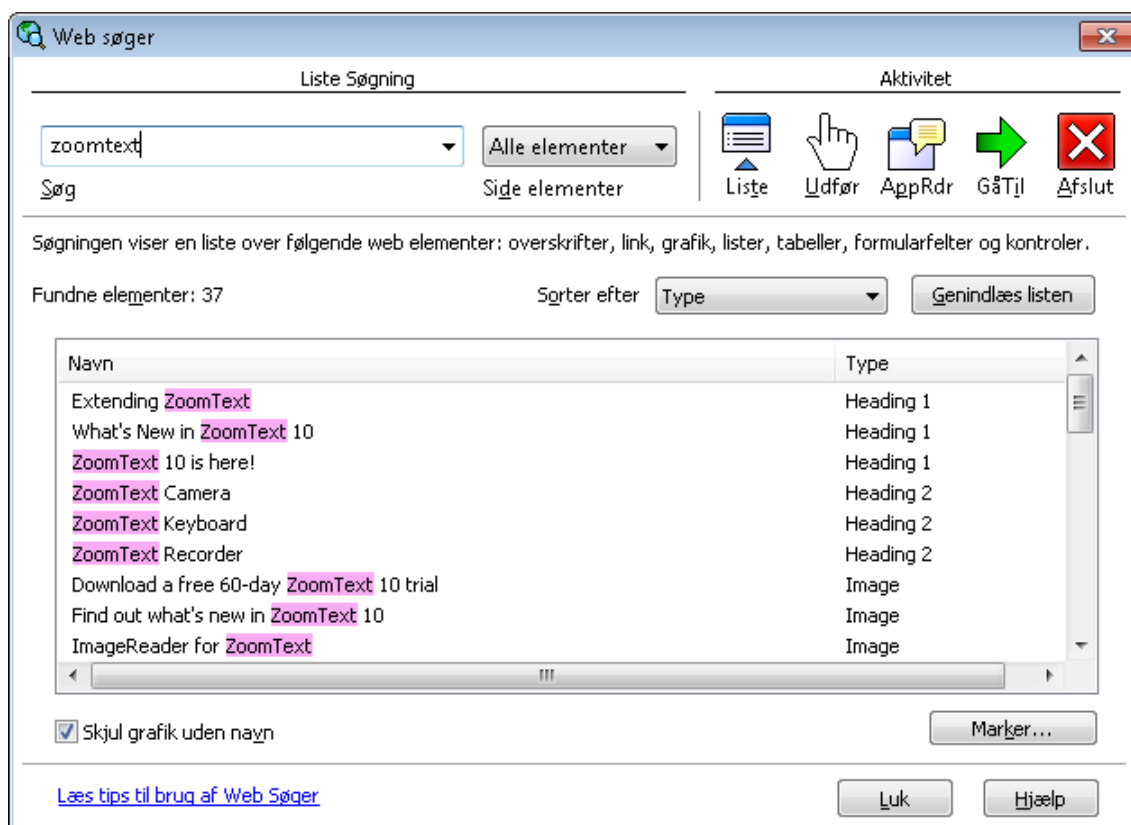 Web søger
Liste Søgning
Aktivitet
zoomtext
Alle elementer
Søg
Side elementer
Liste
Udfør
AppRdr
GåTil
Afslut
Søgningen viser en liste over følgende web elementer: overskrifter, link, grafik, lister, tabeller, formularfelter og kontroler.
Fundne elementer: 37
Sorter efter
Type
Genindlæs listen
Navn Type
Extending ZoomText Heading 1
What's New in ZoomText 10 Heading 1
ZoomText 10 is here! Heading 1
ZoomText Camera Heading 2
ZoomText Keyboard Heading 2
ZoomText Recorder Heading 2
Download a free 60-day ZoomText 10 trial Image
Find out what's new in ZoomText 10 Image
ImageReader for ZoomText Image
Skjul grafik uden navn
Marker...
Læs tips til brug af Web Søger
Luk
Hjælp